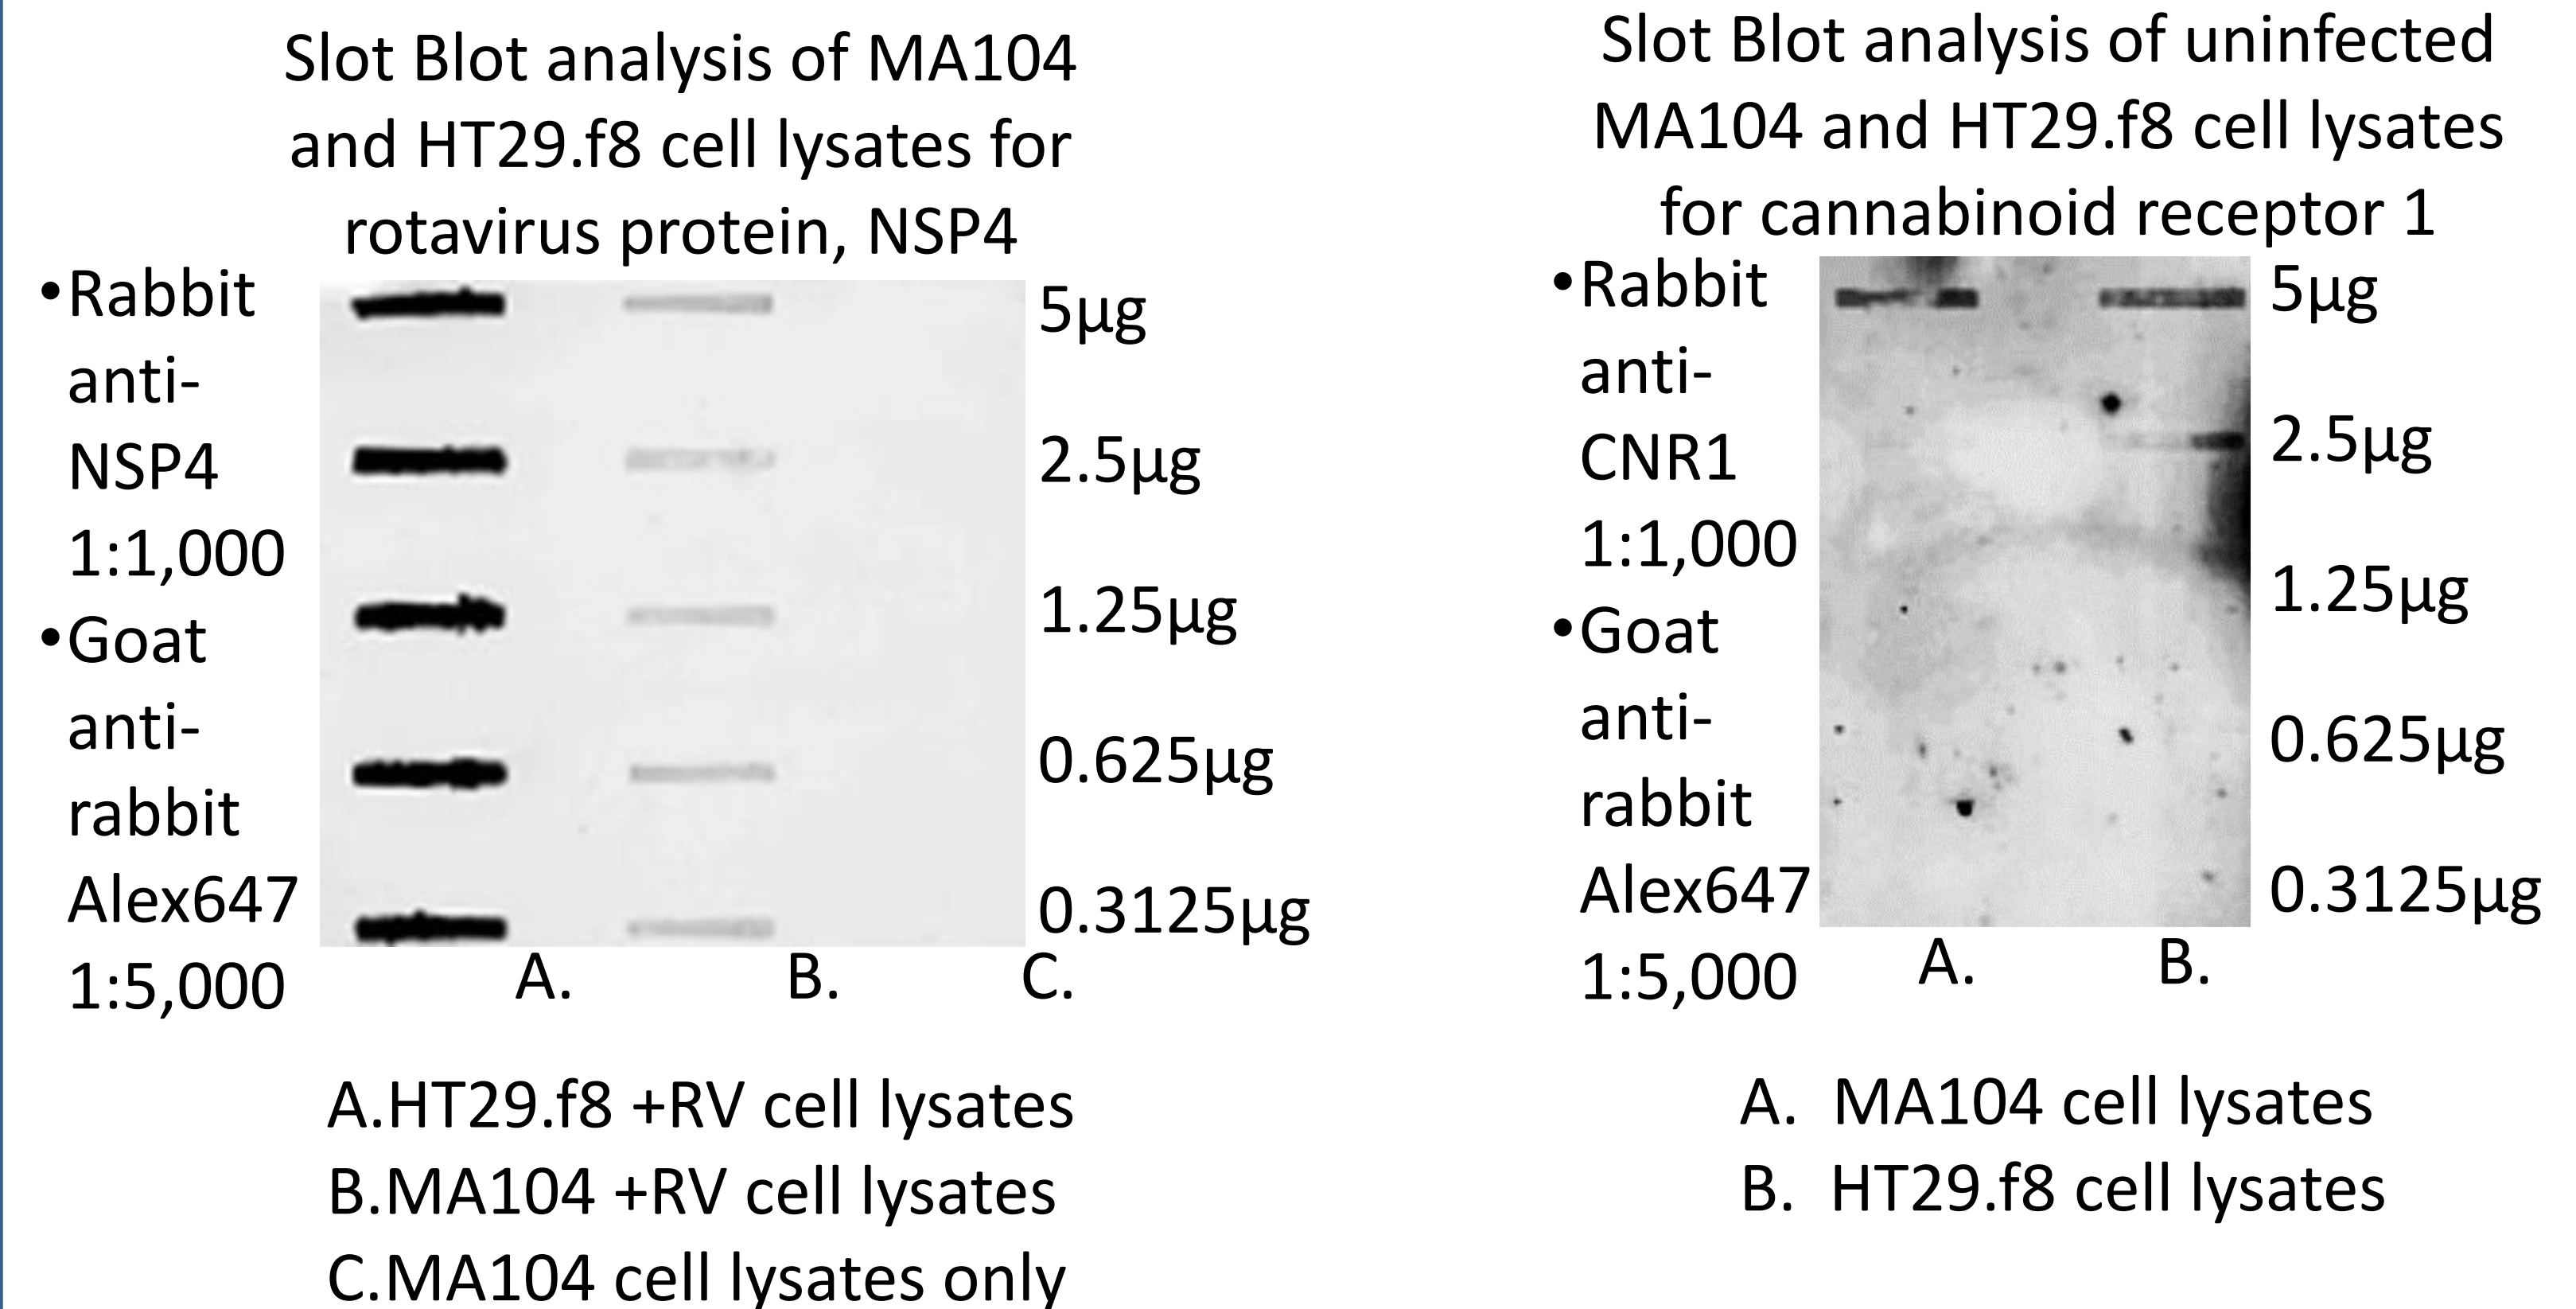 Slot Blot analysis of MA104
and HT29.f8 cell lysates for
rotavirus protein, NSP4
•Rabbit
anti-
NSP4
1:1,000
•Goat
anti-
rabbit
Alex647
1:5,000
5µg
2.5µg
1.25µg
0.625µg
0.3125µg
A. B. C.
A.HT29.f8 +RV cell lysates
B.MA104 +RV cell lysates
C.MA104 cell lysates only
Slot Blot analysis of uninfected
MA104 and HT29.f8 cell lysates
for cannabinoid receptor 1
•Rabbit
anti-
CNR1
1:1,000
•Goat
anti-
rabbit
Alex647
1:5,000
5µg
2.5µg
1.25µg
0.625µg
0.3125µg
A. B.
A. MA104 cell lysates
B. HT29.f8 cell lysates